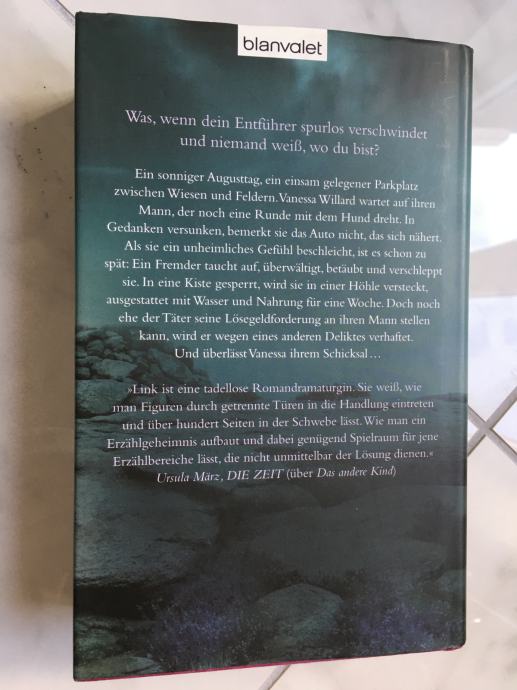 blanvalet
Was, wenn dein Entführer spurlos verschwindet
und niemand weiß, wo du bist?
Ein sonniger Augusttag, ein einsam gelegener Parkplatz
zwischen Wiesen und Feldern. Vanessa Willard wartet auf ihren
Mann, der noch eine Runde mit dem Hund dreht. In
Gedanken versunken, bemerkt sie das Auto nicht, das sich nähert.
Als sie ein unheimliches Gefühl beschleicht, ist es schon zu
spät: Ein Fremder taucht auf, überwältigt, betäubt und verschleppt
sie. In eine Kiste gesperrt, wird sie in einer Höhle versteckt,
ausgestattet mit Wasser und Nahrung für eine Woche. Doch noch
ehe der Täter seine Lösegeldforderung an ihren Mann stellen
kann, wird er wegen eines anderen Deliktes verhaftet.
Und überlässt Vanessa ihrem Schicksal ...
»Link ist eine tadellose Romandramaturgin. Sie weiß, wie
man Figuren durch getrennte Türen in die Handlung eintreten
und über hundert Seiten in der Schwebe lässt. Wie man ein
Erzählgeheimnis aufbaut und dabei genügend Spielraum für jene
Erzählbereiche lässt, die nicht unmittelbar der Lösung dienen.«
Ursula März, DIE ZEIT (über Das andere Kind)